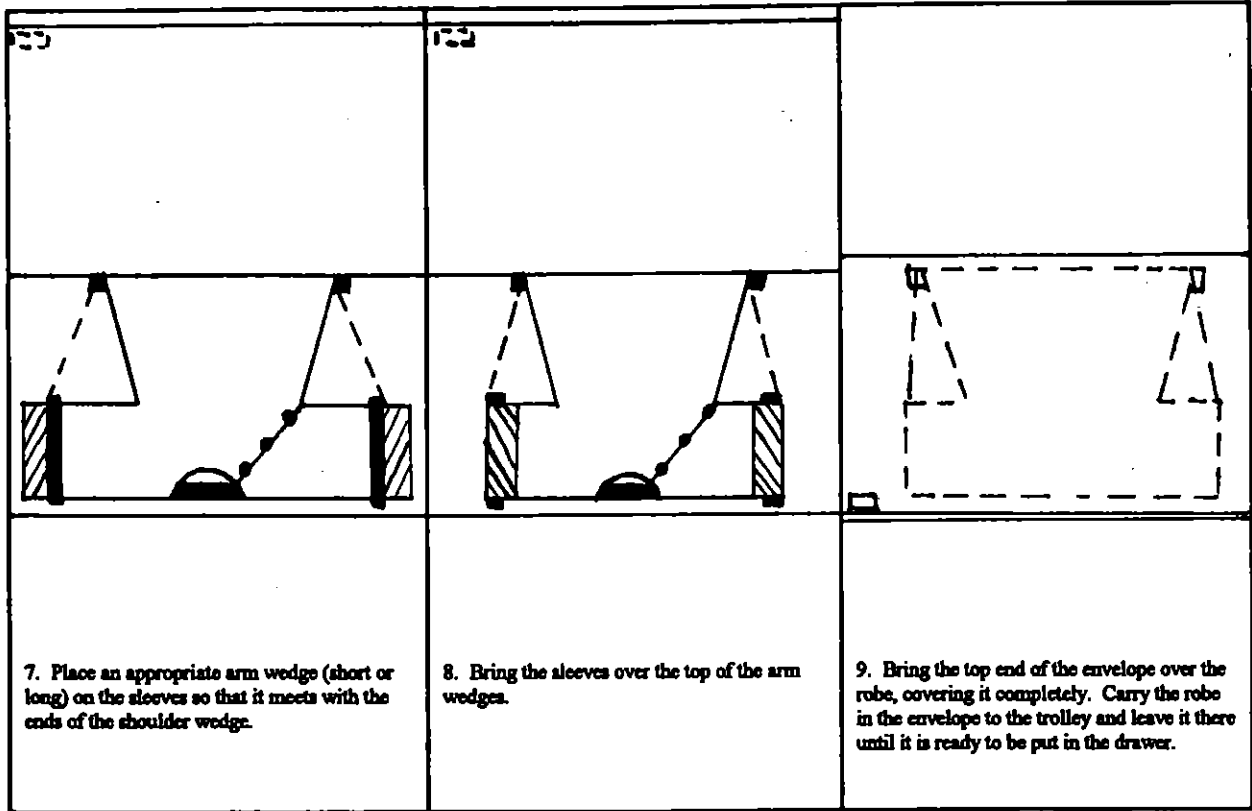 7. Place an appropriate arm wedge (short or
long) on the sleeves so that it meets with the
ends of the shoulder wedge.
8. Bring the sleeves over the top of the arm
wedges.
9. Bring the top end of the envelope over the
robe, covering it completely. Carry the robe
in the envelope to the trolley and leave it there
until it is ready to be put in the drawer.